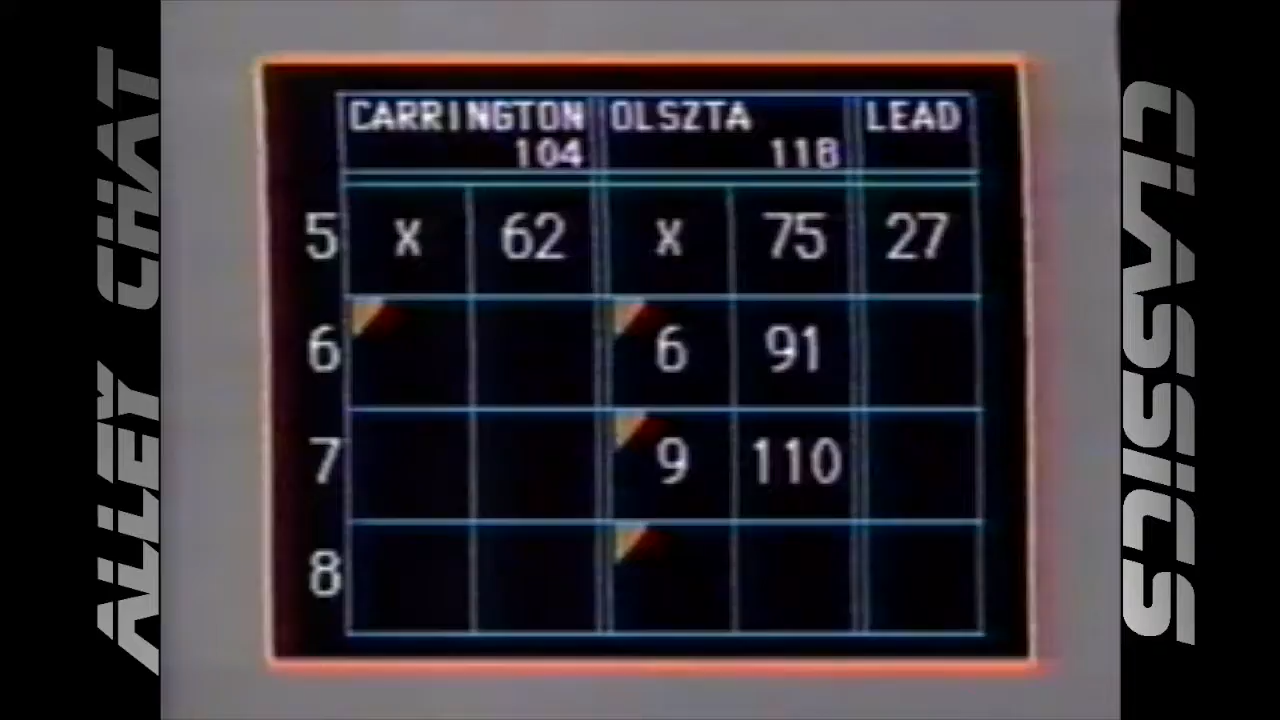 ALLEY CHAT
CARRINGTON OLSZTA LEAD
104 118
5 X 62 X 75 27
6 6 91
7 9 110
8
CLASSICS